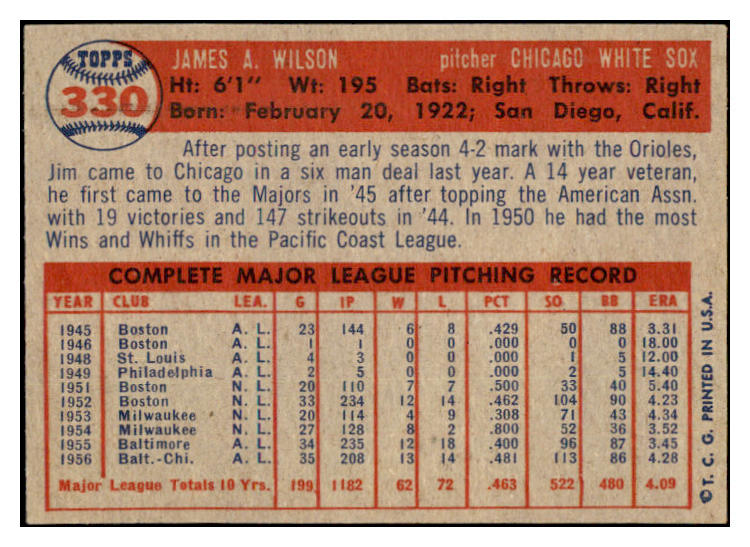 TOPPS
330
JAMES A. WILSON pitcher CHICAGO WHITE SOX
Ht: 6'1" Wt: 195 Bats: Right Throws: Right
Born: February 20, 1922; San Diego, Calif.
After posting an early season 4-2 mark with the Orioles,
Jim came to Chicago in a six man deal last year. A 14 year veteran,
he first came to the Majors in '45 after topping the American Assn.
with 19 victories and 147 strikeouts in '44. In 1950 he had the most
Wins and Whiffs in the Pacific Coast League.
COMPLETE MAJOR LEAGUE PITCHING RECORD
YEAR CLUB LEA. G IP W L PCT SO BB ERA
1945 Boston A. L. 23 144 6 8 .429 50 88 3.31
1946 Boston A. L. 1 1 0 0 .000 0 0 18.00
1948 St. Louis A. L. 4 3 0 0 .000 1 5 12.00
1949 Philadelphia A. L. 2 5 0 0 .000 2 5 14.40
1951 Boston N. L. 20 110 7 7 .500 33 40 5.40
1952 Boston N. L. 33 234 12 14 .462 104 90 4.23
1953 Milwaukee N. L. 20 114 4 9 .308 71 43 4.34
1954 Milwaukee N. L. 27 128 8 2 .800 52 36 3.52
1955 Baltimore A. L. 34 235 12 18 .400 96 87 3.45
1956 Balt.-Chi. A. L. 35 208 13 14 .481 113 86 4.28
Major League Totals 10 Yrs. 199 1182 62 72 .463 522 480 4.09
© T. C. G. PRINTED IN U.S.A.